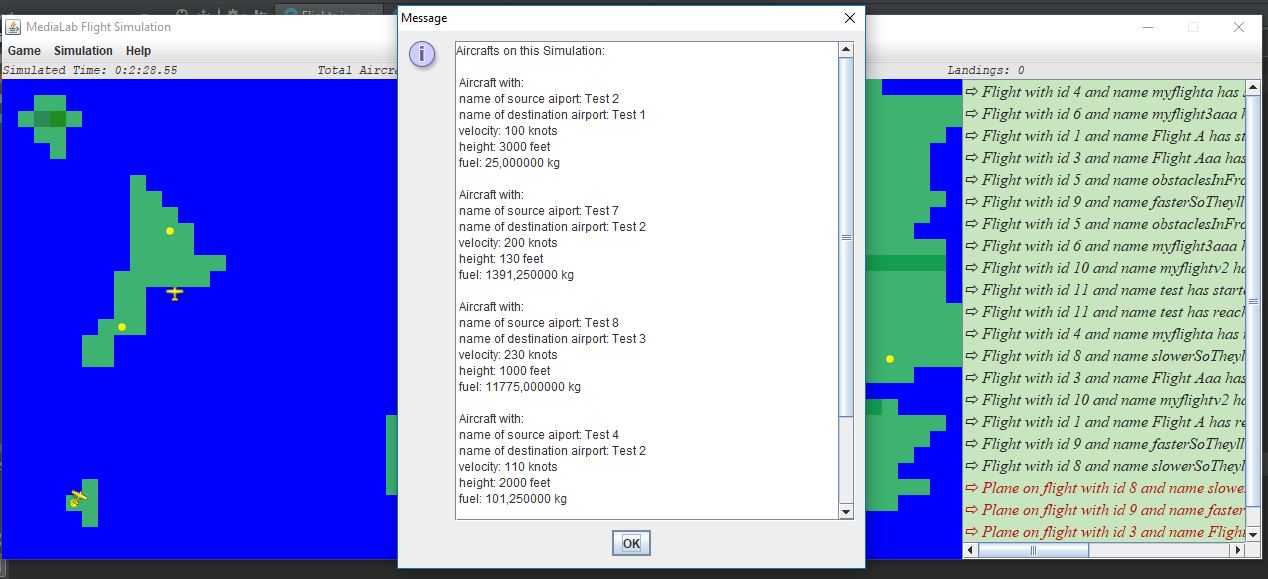 Flights.java
MediaLab Flight Simulation
Game Simulation Help
Simulated Time: 0:2:28.55
Total Aircra
Landings: 0
Message
Aircrafts on this Simulation:
Aircraft with:
name of source aiport: Test 2
name of destination airport: Test 1
velocity: 100 knots
height: 3000 feet
fuel: 25,000000 kg
Aircraft with:
name of source aiport: Test 7
name of destination airport: Test 2
velocity: 200 knots
height: 130 feet
fuel: 1391,250000 kg
Aircraft with:
name of source aiport: Test 8
name of destination airport: Test 3
velocity: 230 knots
height: 1000 feet
fuel: 11775,000000 kg
Aircraft with:
name of source aiport: Test 4
name of destination airport: Test 2
velocity: 110 knots
height: 2000 feet
fuel: 101,250000 kg
OK
⇨ Flight with id 4 and name myflighta has
⇨ Flight with id 6 and name myflight3aaa h
⇨ Flight with id 1 and name Flight A has st
⇨ Flight with id 3 and name Flight Aaa has
⇨ Flight with id 5 and name obstaclesInFro
⇨ Flight with id 9 and name fasterSoTheyll
⇨ Flight with id 5 and name obstaclesInFro
⇨ Flight with id 6 and name myflight3aaa h
⇨ Flight with id 10 and name myflightv2 ha
⇨ Flight with id 11 and name test has starte
⇨ Flight with id 11 and name test has reach
⇨ Flight with id 4 and name myflighta has
⇨ Flight with id 8 and name slowerSoTheyl
⇨ Flight with id 3 and name Flight Aaa has
⇨ Flight with id 10 and name myflightv2 ha
⇨ Flight with id 1 and name Flight A has re
⇨ Flight with id 9 and name fasterSoTheyll
⇨ Flight with id 8 and name slowerSoTheyl
⇨ Plane on flight with id 8 and name slowe
⇨ Plane on flight with id 9 and name faster
⇨ Plane on flight with id 3 and name Flight